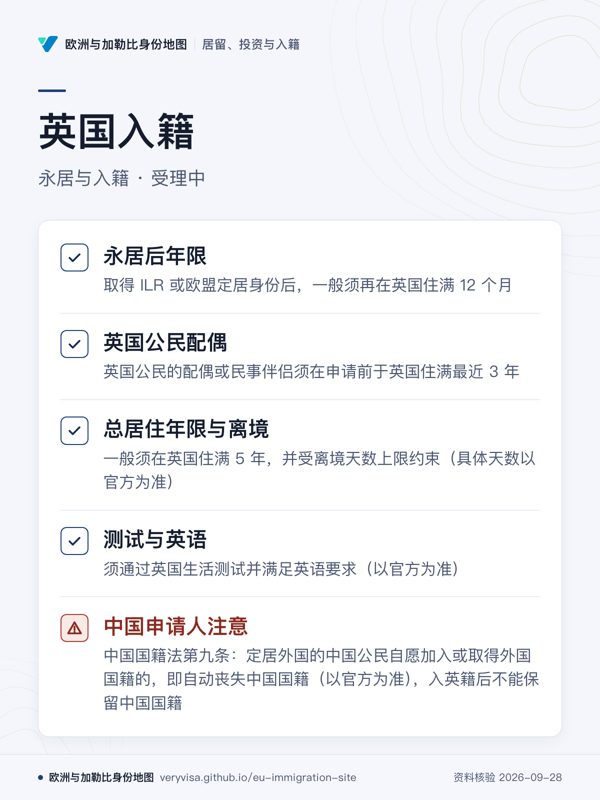 欧洲与加勒比身份地图 居留、投资与入籍
英国入籍
永居与入籍 · 受理中
永居后年限
取得 ILR 或欧盟定居身份后，一般须再在英国住满 12 个月
英国公民配偶
英国公民的配偶或民事伴侣须在申请前于英国住满最近 3 年
总居住年限与离境
一般须在英国住满 5 年，并受离境天数上限约束（具体天数以
官方为准）
测试与英语
须通过英国生活测试并满足英语要求（以官方为准）
中国申请人注意
中国国籍法第九条：定居外国的中国公民自愿加入或取得外国
国籍的，即自动丧失中国国籍（以官方为准），入英籍后不能保
留中国国籍
欧洲与加勒比身份地图 veryvisa.github.io/eu-immigration-site 资料核验 2026-09-28